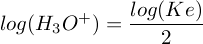 log(H₃O⁺) = log(Ke) / 2